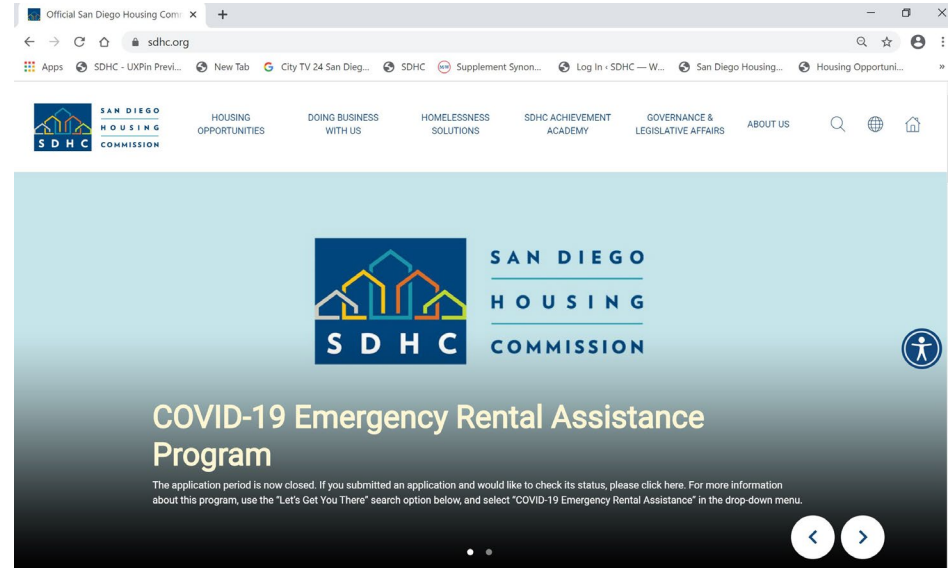 Official San Diego Housing Com
sdhc.org
Apps SDHC - UXPin Previ... New Tab City TV 24 San Dieg... SDHC Supplement Synon... Log In ‹ SDHC — W... San Diego Housing... Housing Opportuni... »
SAN DIEGO
HOUSING
COMMISSION
SDHC
HOUSING
OPPORTUNITIES
DOING BUSINESS
WITH US
HOMELESSNESS
SOLUTIONS
SDHC ACHIEVEMENT
ACADEMY
GOVERNANCE &
LEGISLATIVE AFFAIRS
ABOUT US
SAN DIEGO
HOUSING
COMMISSION
SDHC
COVID-19 Emergency Rental Assistance
Program
The application period is now closed. If you submitted an application and would like to check its status, please click here. For more information
about this program, use the “Let’s Get You There” search option below, and select “COVID-19 Emergency Rental Assistance” in the drop-down menu.